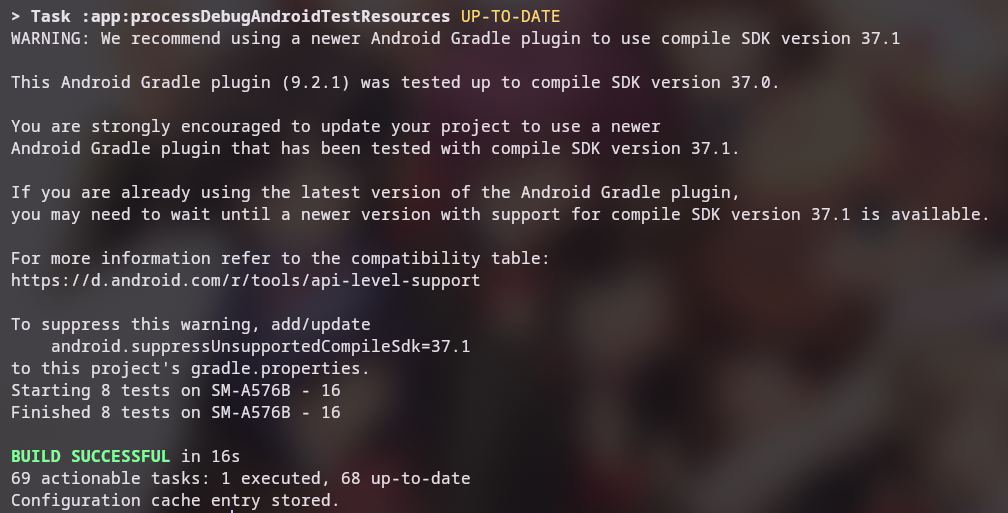 > Task :app:processDebugAndroidTestResources UP-TO-DATE
WARNING: We recommend using a newer Android Gradle plugin to use compile SDK version 37.1
This Android Gradle plugin (9.2.1) was tested up to compile SDK version 37.0.
You are strongly encouraged to update your project to use a newer
Android Gradle plugin that has been tested with compile SDK version 37.1.
If you are already using the latest version of the Android Gradle plugin,
you may need to wait until a newer version with support for compile SDK version 37.1 is available.
For more information refer to the compatibility table:
https://d.android.com/r/tools/api-level-support
To suppress this warning, add/update
    android.suppressUnsupportedCompileSdk=37.1
to this project's gradle.properties.
Starting 8 tests on SM-A576B - 16
Finished 8 tests on SM-A576B - 16
BUILD SUCCESSFUL in 16s
69 actionable tasks: 1 executed, 68 up-to-date
Configuration cache entry stored.